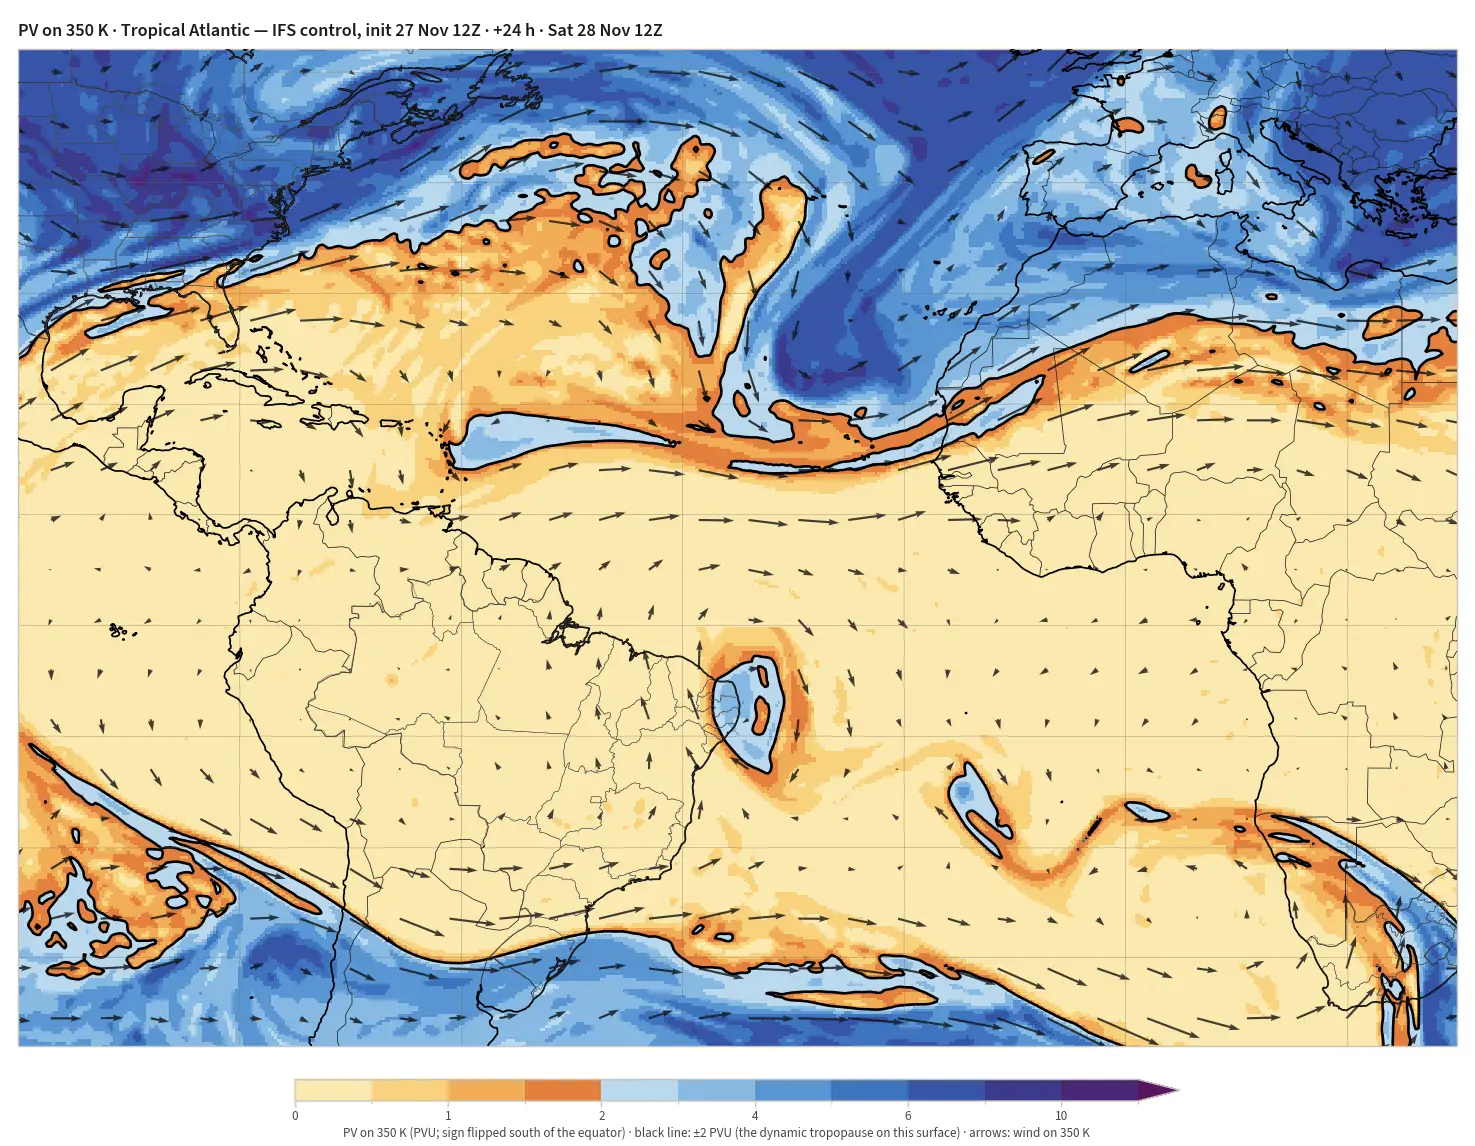 PV on 350 K · Tropical Atlantic — IFS control, init 27 Nov 12Z · +24 h · Sat 28 Nov 12Z
0 1 2 4 6 10
PV on 350 K (PVU; sign flipped south of the equator) · black line: ±2 PVU (the dynamic tropopause on this surface) · arrows: wind on 350 K